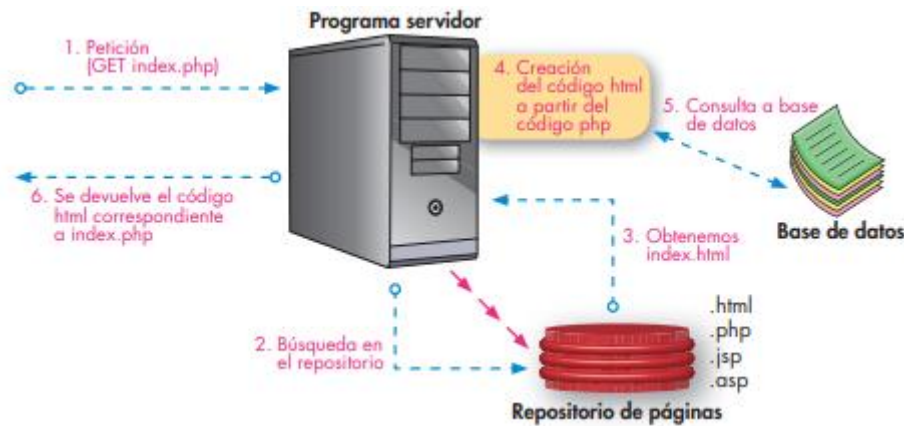 Programa servidor
1. Petición
(GET index.php)
4. Creación
del código html
a partir del
código php
5. Consulta a base
de datos
6. Se devuelve el código
html correspondiente
a index.php
Base de datos
3. Obtenemos
index.html
2. Búsqueda en
el repositorio
.html
.php
.jsp
.asp
Repositorio de páginas